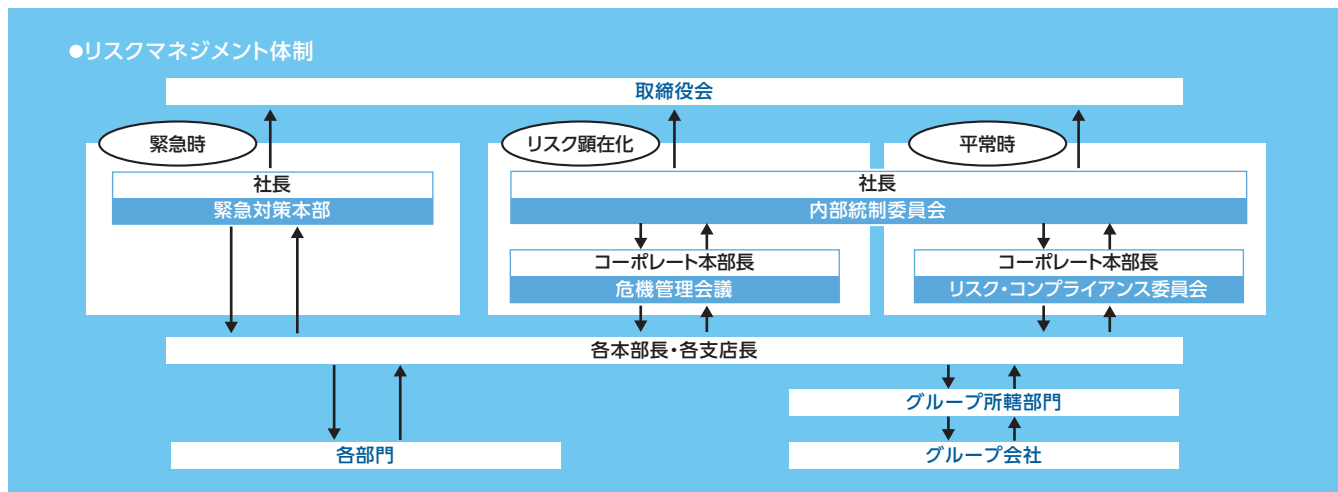 ●リスクマネジメント体制
取締役会
緊急時
リスク顕在化
平常時
社長
緊急対策本部
社長
内部統制委員会
コーポレート本部長
危機管理会議
コーポレート本部長
リスク・コンプライアンス委員会
各本部長・各支店長
グループ所轄部門
各部門
グループ会社